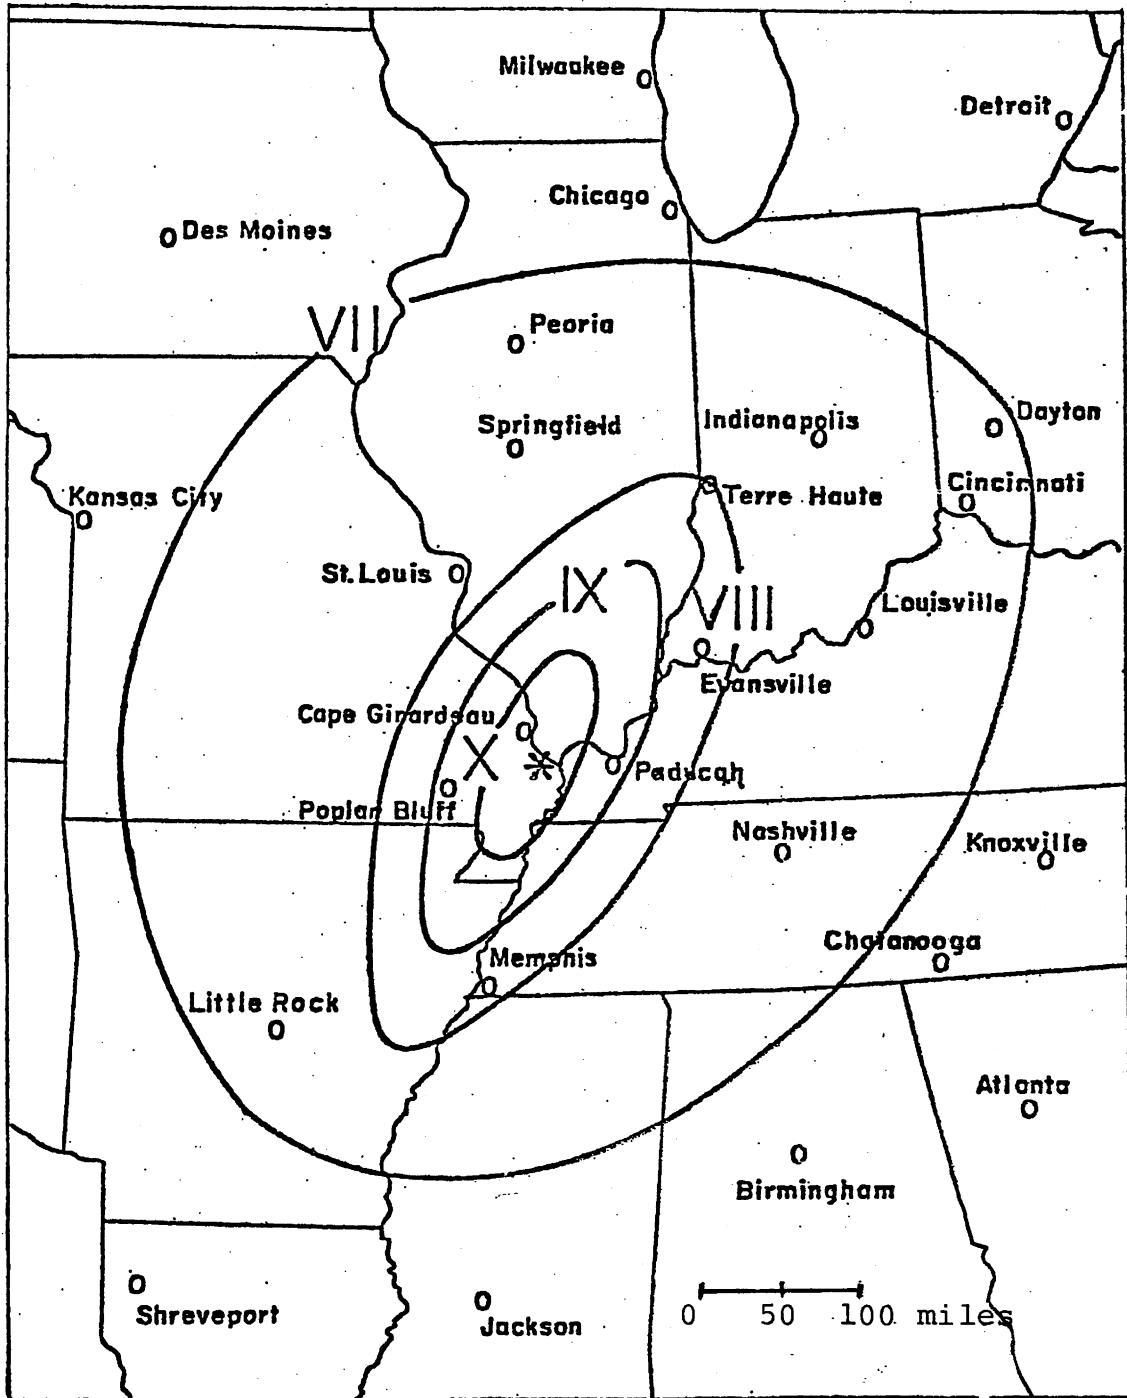 Milwaukee
Detroit
Chicago
Des Moines
VII
Peoria
Springfield
Indianapolis
Dayton
Kansas City
Terre Haute
Cincinnati
St. Louis
IX
VIII
Louisville
Evansville
Cape Girardeau
X
*
Paducah
Poplar Bluff
Nashville
Knoxville
Chatanooga
Memphis
Little Rock
Atlanta
Birmingham
Shreveport
Jackson
0 50 100 miles